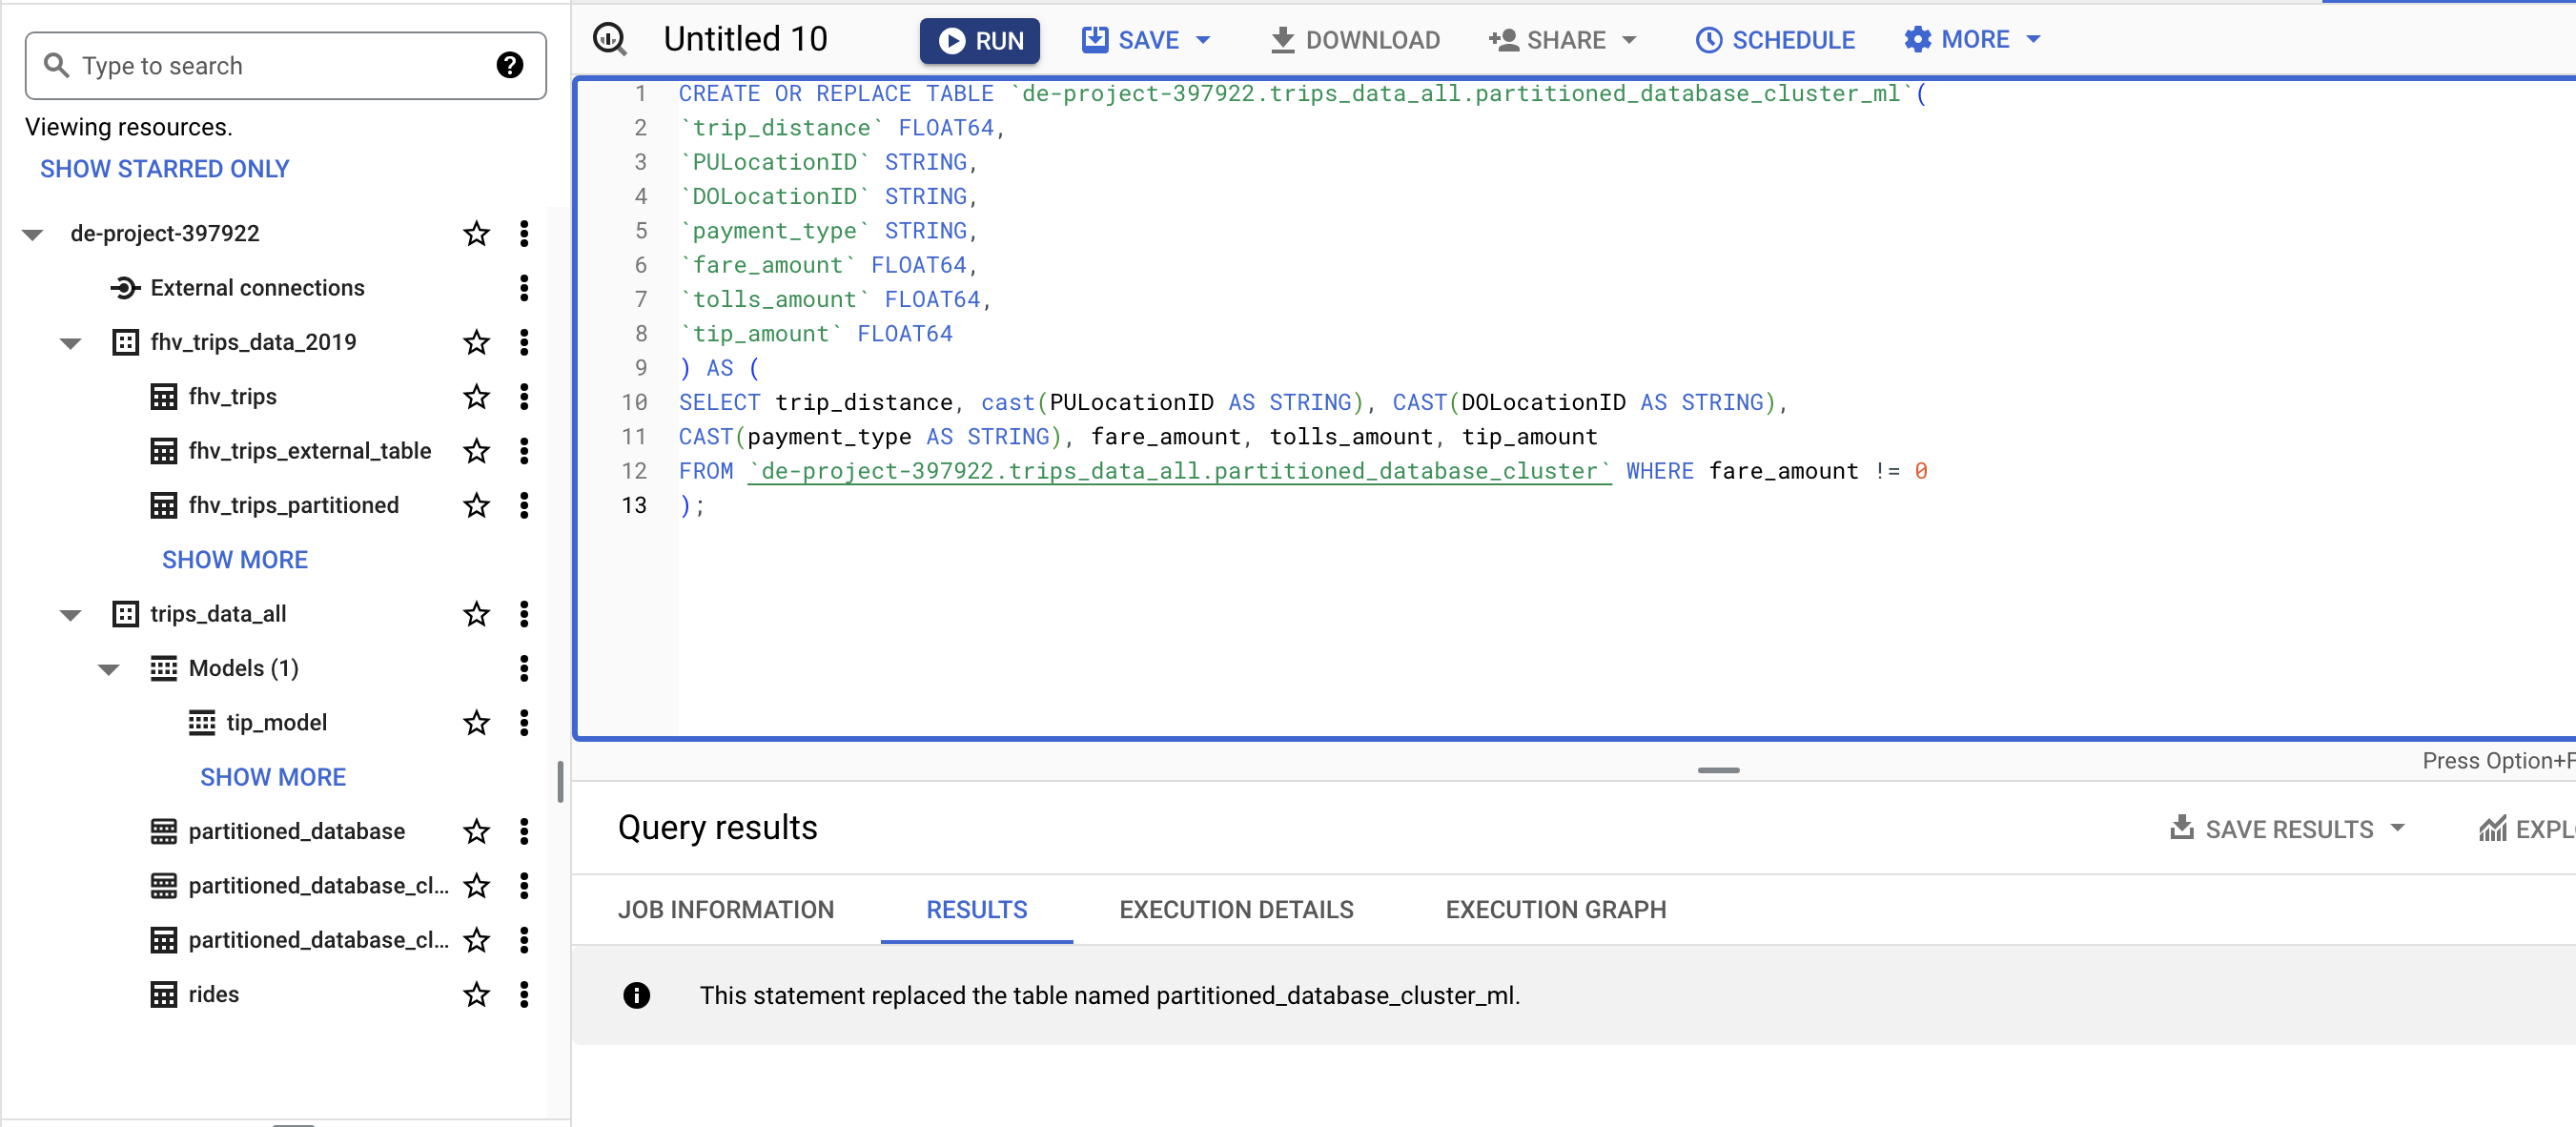 Type to search
Viewing resources.
SHOW STARRED ONLY
de-project-397922
External connections
fhv_trips_data_2019
fhv_trips
fhv_trips_external_table
fhv_trips_partitioned
SHOW MORE
trips_data_all
Models (1)
tip_model
SHOW MORE
partitioned_database
partitioned_database_cl...
partitioned_database_cl...
rides
Untitled 10 RUN SAVE DOWNLOAD SHARE SCHEDULE MORE
1 CREATE OR REPLACE TABLE `de-project-397922.trips_data_all.partitioned_database_cluster_ml`(
2 `trip_distance` FLOAT64,
3 `PULocationID` STRING,
4 `DOLocationID` STRING,
5 `payment_type` STRING,
6 `fare_amount` FLOAT64,
7 `tolls_amount` FLOAT64,
8 `tip_amount` FLOAT64
9 ) AS (
10 SELECT trip_distance, cast(PULocationID AS STRING), CAST(DOLocationID AS STRING),
11 CAST(payment_type AS STRING), fare_amount, tolls_amount, tip_amount
12 FROM `de-project-397922.trips_data_all.partitioned_database_cluster` WHERE fare_amount != 0
13 );
Press Option+F
Query results SAVE RESULTS EXPL
JOB INFORMATION RESULTS EXECUTION DETAILS EXECUTION GRAPH
This statement replaced the table named partitioned_database_cluster_ml.